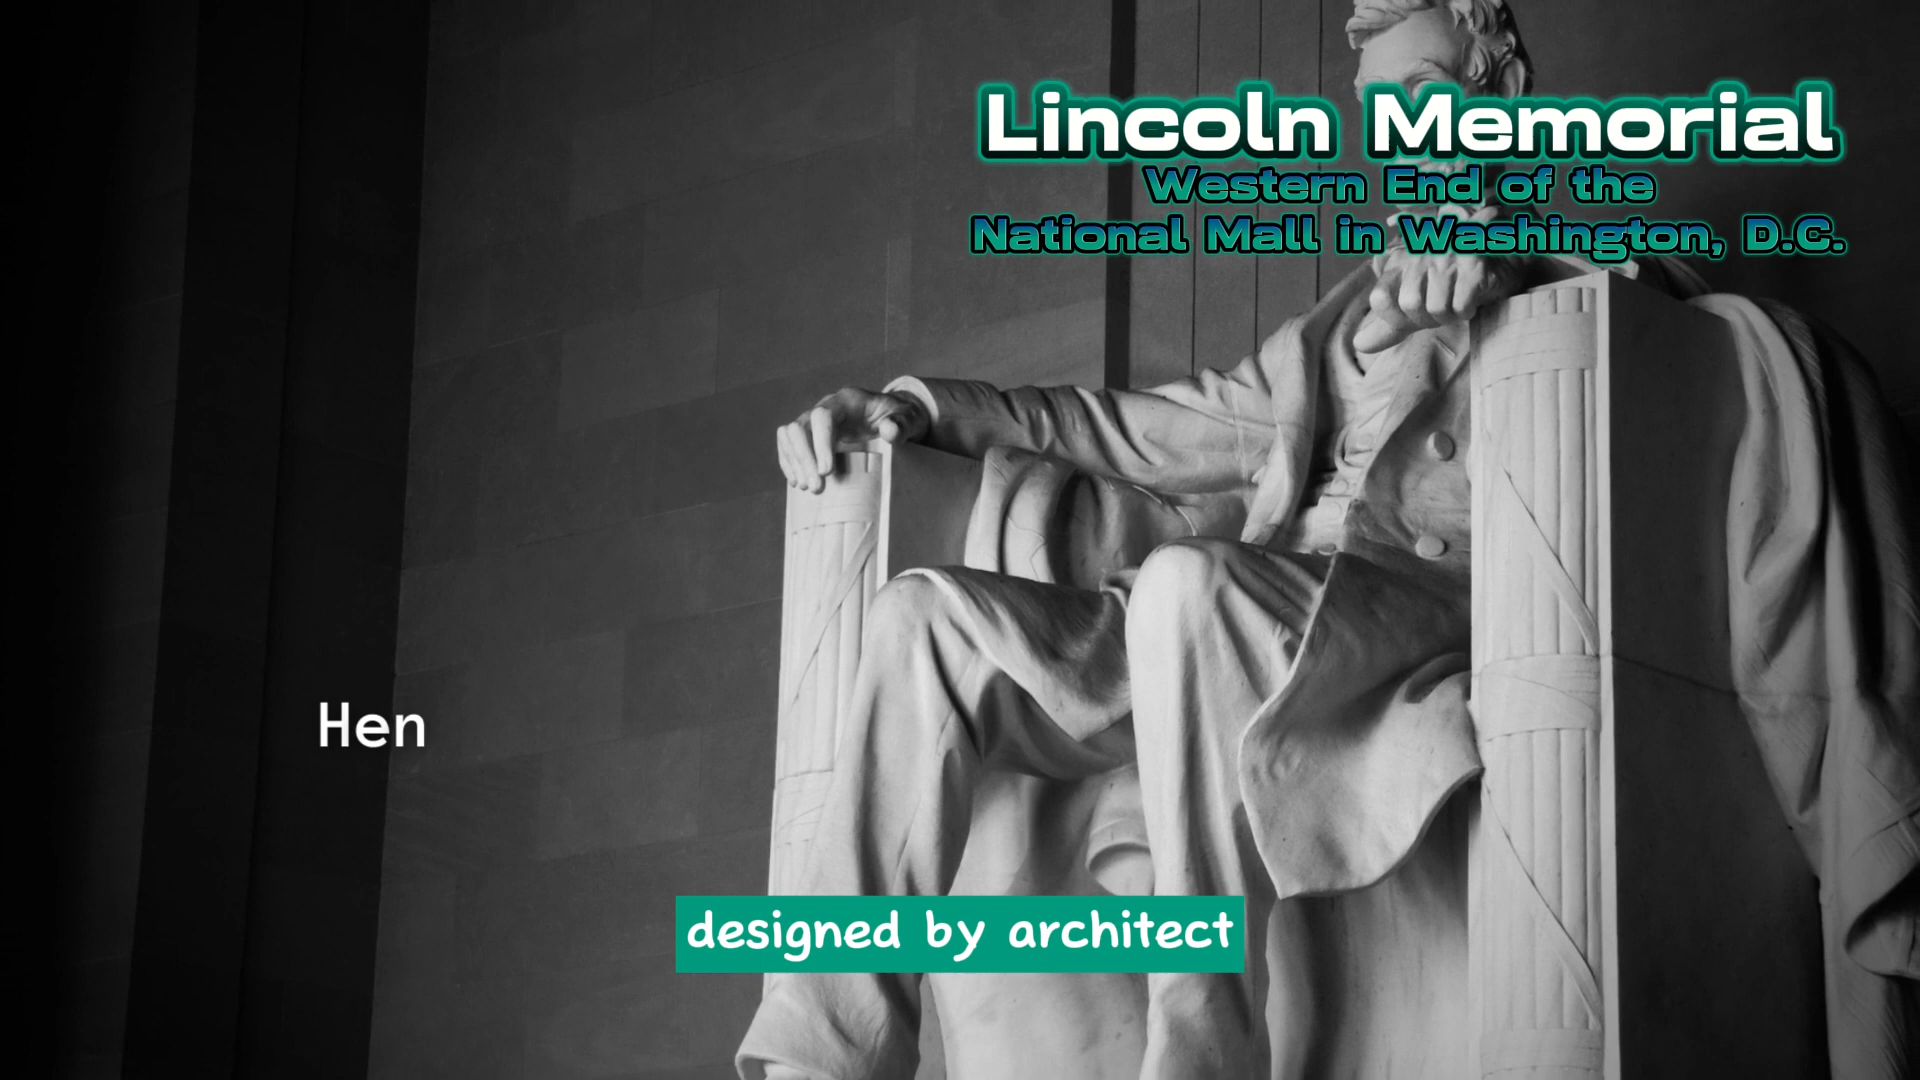 Lincoln Memorial
Western End of the
National Mall in Washington, D.C.
Hen
designed by architect